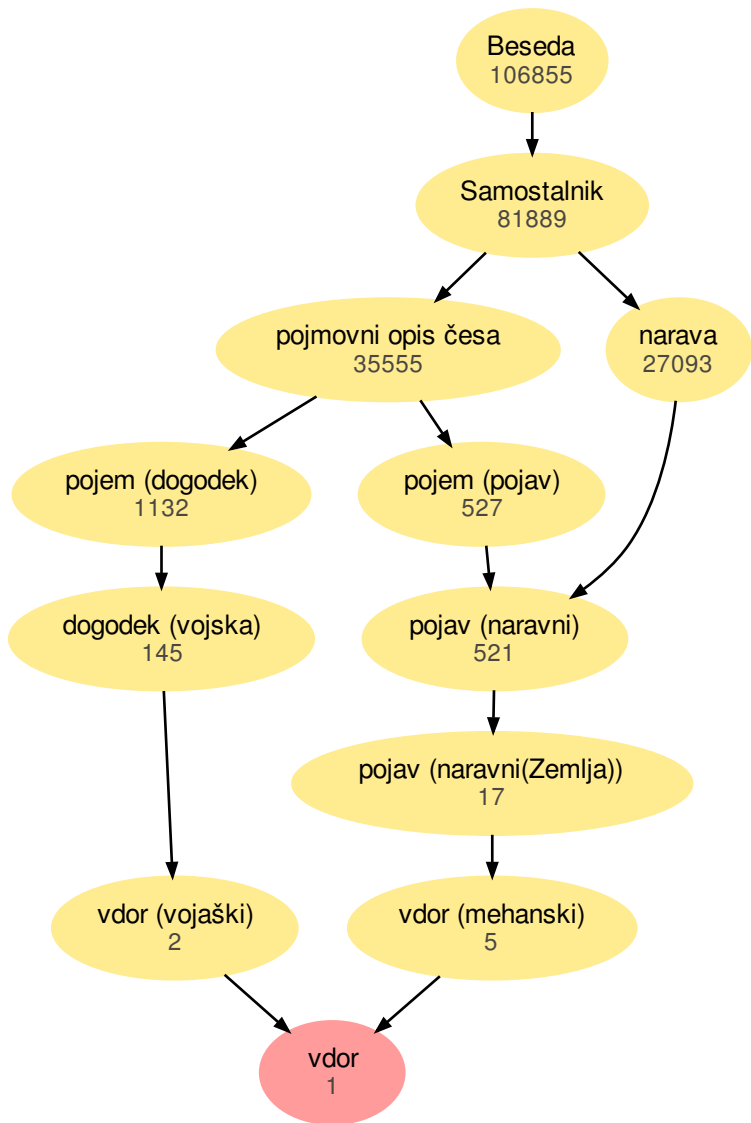 Beseda
106855
Samostalnik
81889
pojmovni opis česa
35555
narava
27093
pojem (dogodek)
1132
pojem (pojav)
527
dogodek (vojska)
145
pojav (naravni)
521
pojav (naravni(Zemlja))
17
vdor (vojaški)
2
vdor (mehanski)
5
vdor
1